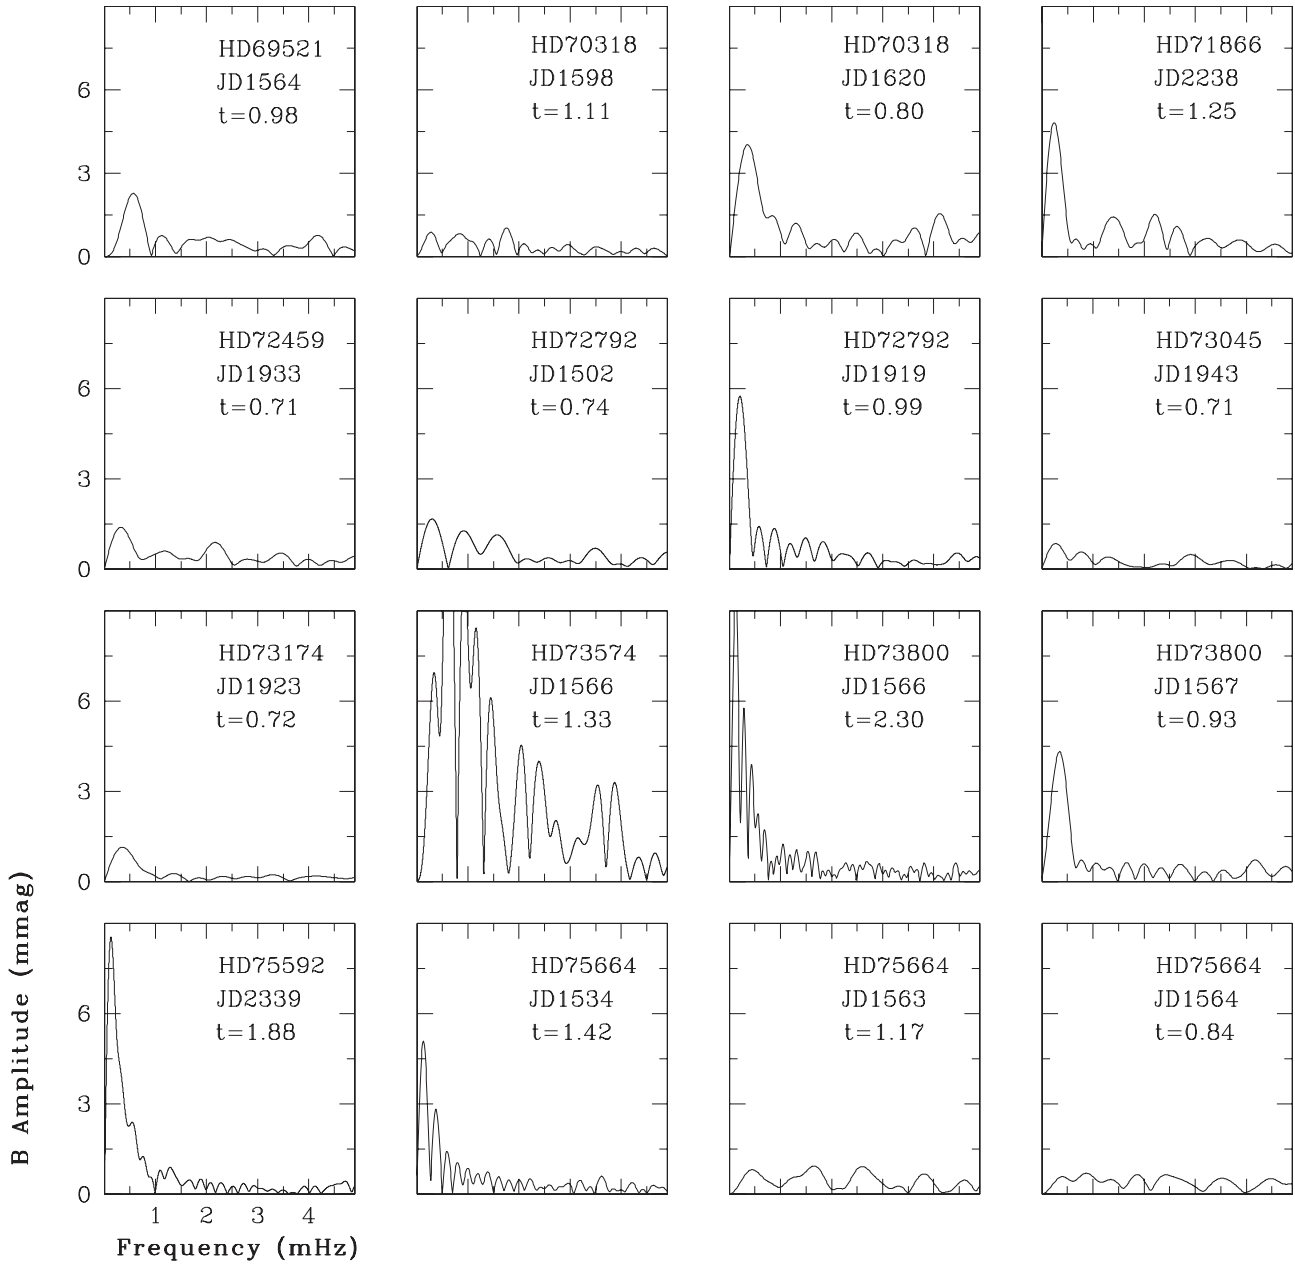 HD69521
JD1564
t=0.98
HD70318
JD1598
t=1.11
HD70318
JD1620
t=0.80
HD71866
JD2238
t=1.25
6
3
0
HD72459
JD1933
t=0.71
HD72792
JD1502
t=0.74
HD72792
JD1919
t=0.99
HD73045
JD1943
t=0.71
6
3
0
HD73174
JD1923
t=0.72
HD73574
JD1566
t=1.33
HD73800
JD1566
t=2.30
HD73800
JD1567
t=0.93
6
3
0
HD75592
JD2339
t=1.88
HD75664
JD1534
t=1.42
HD75664
JD1563
t=1.17
HD75664
JD1564
t=0.84
6
3
0
1 2 3 4
Frequency (mHz)
B Amplitude (mmag)